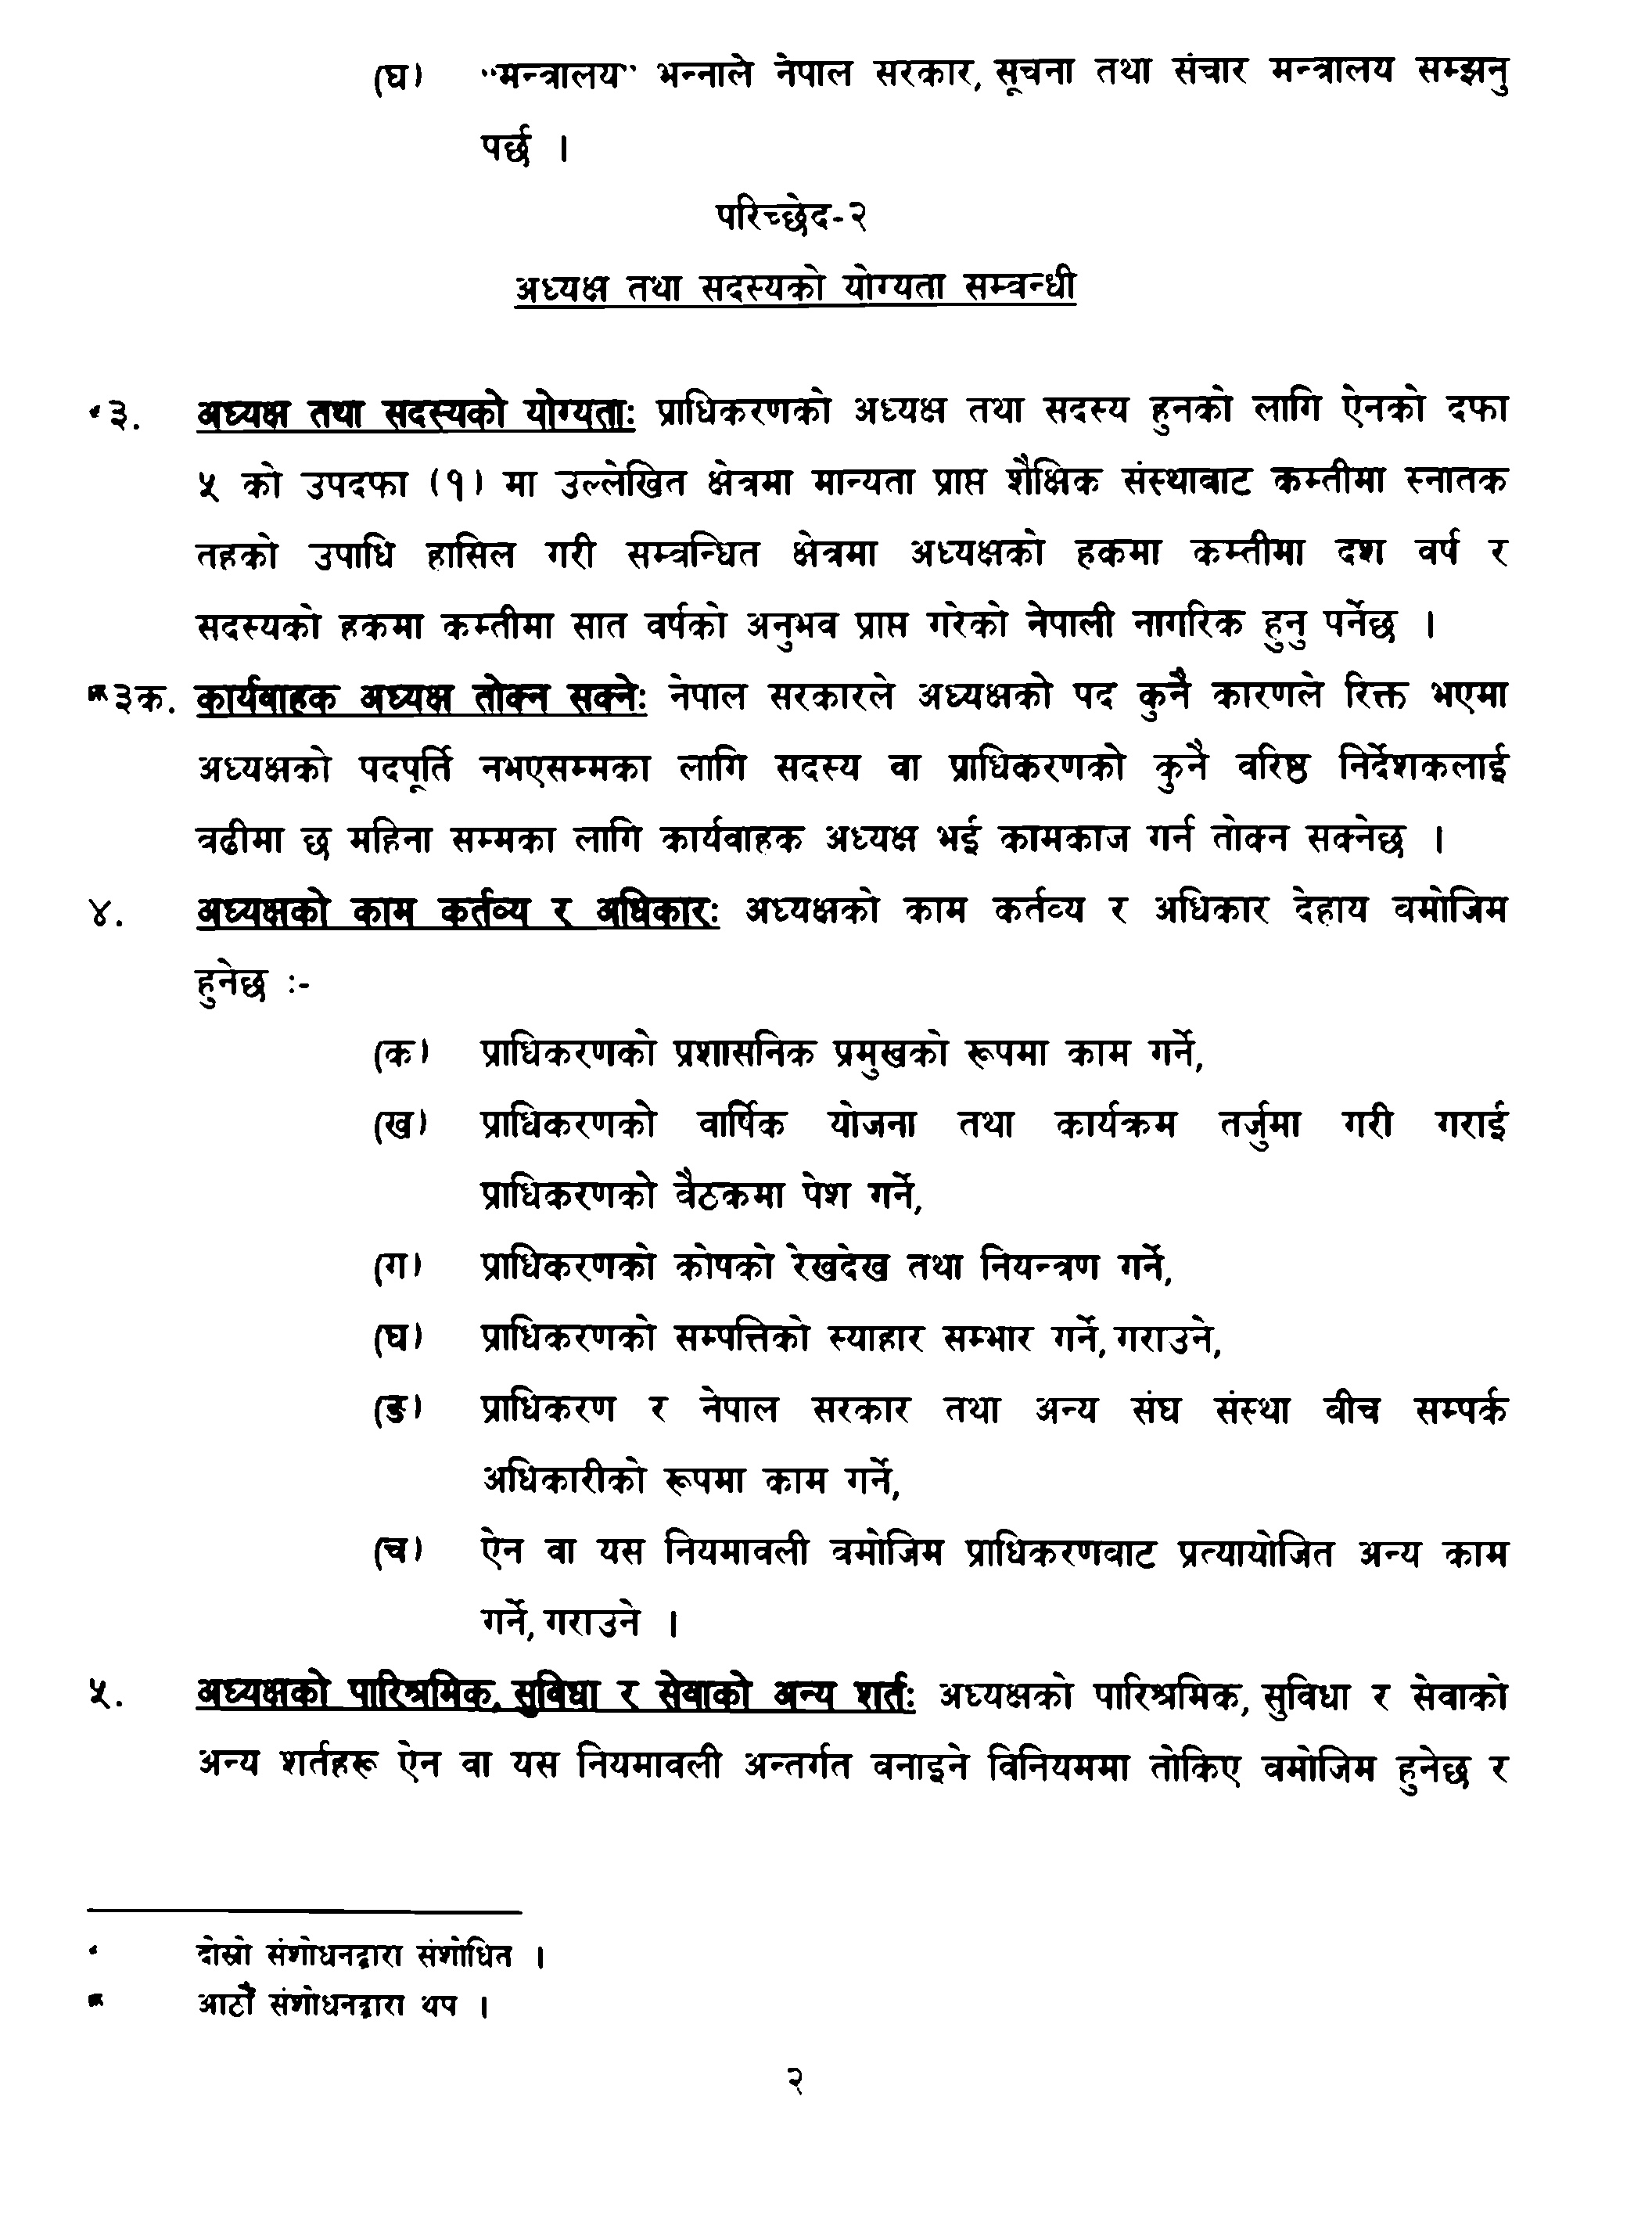 (घ) "मन्त्रालय" भन्नाले नेपाल सरकार, सूचना तथा संचार मन्त्रालय सम्झनु
पर्छ ।
परिच्छेद-२
अध्यक्ष तथा सदस्यको योग्यता सम्बन्धी
३. अध्यक्ष तथा सदस्यको योग्यताः प्राधिकरणको अध्यक्ष तथा सदस्य हुनको लागि ऐनको दफा
५ को उपदफा (१) मा उल्लेखित क्षेत्रमा मान्यता प्राप्त शैक्षिक संस्थाबाट कम्तीमा स्नातक
तहको उपाधि हासिल गरी सम्बन्धित क्षेत्रमा अध्यक्षको हकमा कम्तीमा दश वर्ष र
सदस्यको हकमा कम्तीमा सात वर्षको अनुभव प्राप्त गरेको नेपाली नागरिक हुनु पर्नेछ ।
३क. कार्यवाहक अध्यक्ष तोक्न सक्नेः नेपाल सरकारले अध्यक्षको पद कुनै कारणले रिक्त भएमा
अध्यक्षको पदपूर्ति नभएसम्मका लागि सदस्य वा प्राधिकरणको कुनै वरिष्ठ निर्देशकलाई
बढीमा छ महिना सम्मका लागि कार्यवाहक अध्यक्ष भई कामकाज गर्न तोक्न सक्नेछ ।
४. अध्यक्षको काम कर्तव्य र अधिकारः अध्यक्षको काम कर्तव्य र अधिकार देहाय बमोजिम
हुनेछ :-
(क) प्राधिकरणको प्रशासनिक प्रमुखको रूपमा काम गर्ने,
(ख) प्राधिकरणको वार्षिक योजना तथा कार्यक्रम तर्जुमा गरी गराई
प्राधिकरणको बैठकमा पेश गर्ने,
(ग) प्राधिकरणको कोषको रेखदेख तथा नियन्त्रण गर्ने,
(घ) प्राधिकरणको सम्पत्तिको स्याहार सम्भार गर्ने, गराउने,
(ङ) प्राधिकरण र नेपाल सरकार तथा अन्य संघ संस्था बीच सम्पर्क
अधिकारीको रूपमा काम गर्ने,
(च) ऐन वा यस नियमावली बमोजिम प्राधिकरणबाट प्रत्यायोजित अन्य काम
गर्ने, गराउने ।
५. अध्यक्षको पारिश्रमिक, सुविधा र सेवाको अन्य शर्तः अध्यक्षको पारिश्रमिक, सुविधा र सेवाको
अन्य शर्तहरू ऐन वा यस नियमावली अन्तर्गत बनाइने विनियममा तोकिए बमोजिम हुनेछ र
दोस्रो संशोधनद्वारा संशोधित ।
आठौं संशोधनद्वारा थप ।
२